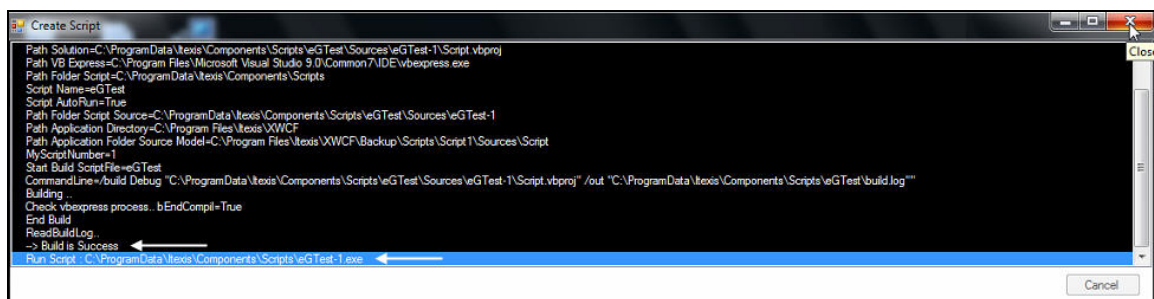 Create Script
Path Solution=C:\ProgramData\Itexis\Components\Scripts\eGTest\Sources\eGTest-1\Script.vbproj
Path VB Express=C:\Program Files\Microsoft Visual Studio 9.0\Common7\IDE\vbexpress.exe
Path Folder Script=C:\ProgramData\Itexis\Components\Scripts
Script Name=eGTest
Script AutoRun=True
Path Folder Script Source=C:\ProgramData\Itexis\Components\Scripts\eGTest\Sources\eGTest-1
Path Application Directory=C:\Program Files\Itexis\XWCF
Path Application Folder Source Model=C:\Program Files\Itexis\XWCF\Backup\Scripts\Script1\Sources\Script
MyScriptNumber=1
Start Build ScriptFile=eGTest
CommandLine=/build Debug "C:\ProgramData\Itexis\Components\Scripts\eGTest\Sources\eGTest-1\Script.vbproj" /out "C:\ProgramData\Itexis\Components\Scripts\eGTest\build.log""
Building ..
Check vbexpress process.. bEndCompil=True
End Build
ReadBuildLog..
--> Build is Success
Run Script : C:\ProgramData\Itexis\Components\Scripts\eGTest-1.exe
Close
Cancel